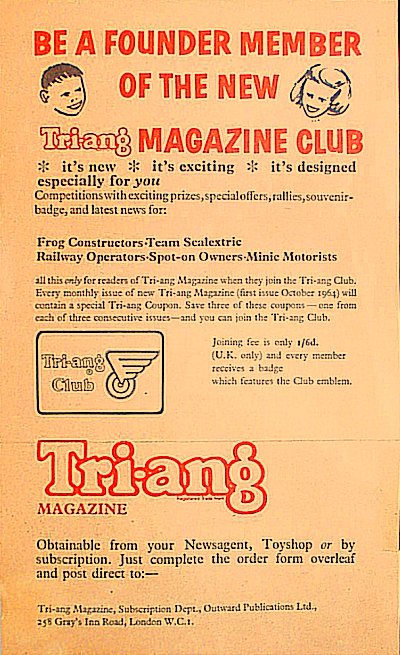 BE A FOUNDER MEMBER
OF THE NEW
Tri-ang MAGAZINE CLUB
* it's new * it's exciting * it's designed
especially for you
Competitions with exciting prizes, special offers, rallies, souvenir-
badge, and latest news for:
Frog Constructors·Team Scalextric
Railway Operators·Spot-on Owners·Minic Motorists
all this only for readers of Tri-ang Magazine when they join the Tri-ang Club.
Every monthly issue of new Tri-ang Magazine (first issue October 1964) will
contain a special Tri-ang Coupon. Save three of these coupons—one from
each of three consecutive issues—and you can join the Tri-ang Club.
Tri-ang
®
Club
Joining fee is only 1/6d.
(U.K. only) and every member
receives a badge
which features the Club emblem.
Tri-ang
Registered Trade Mark
MAGAZINE
Obtainable from your Newsagent, Toyshop or by
subscription. Just complete the order form overleaf
and post direct to:—
Tri-ang Magazine, Subscription Dept., Outward Publications Ltd.,
258 Gray's Inn Road, London W.C.1.